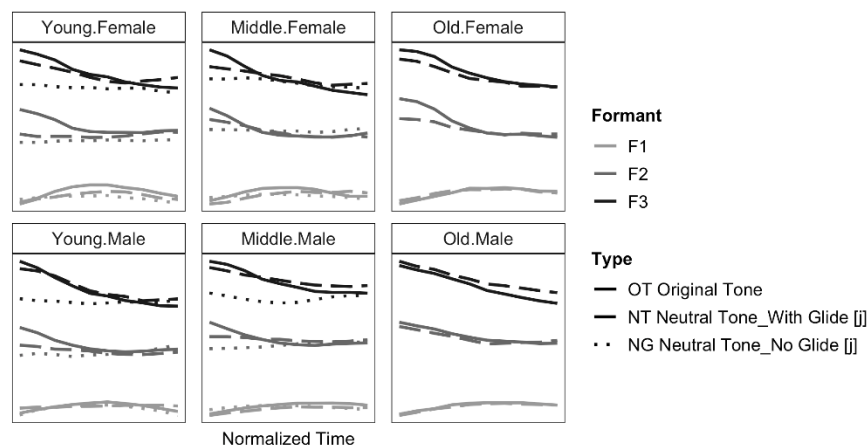 Young.Female
Middle.Female
Old.Female
Young.Male
Middle.Male
Old.Male
Normalized Time
Formant
F1
F2
F3
Type
OT Original Tone
NT Neutral Tone_With Glide [j]
NG Neutral Tone_No Glide [j]